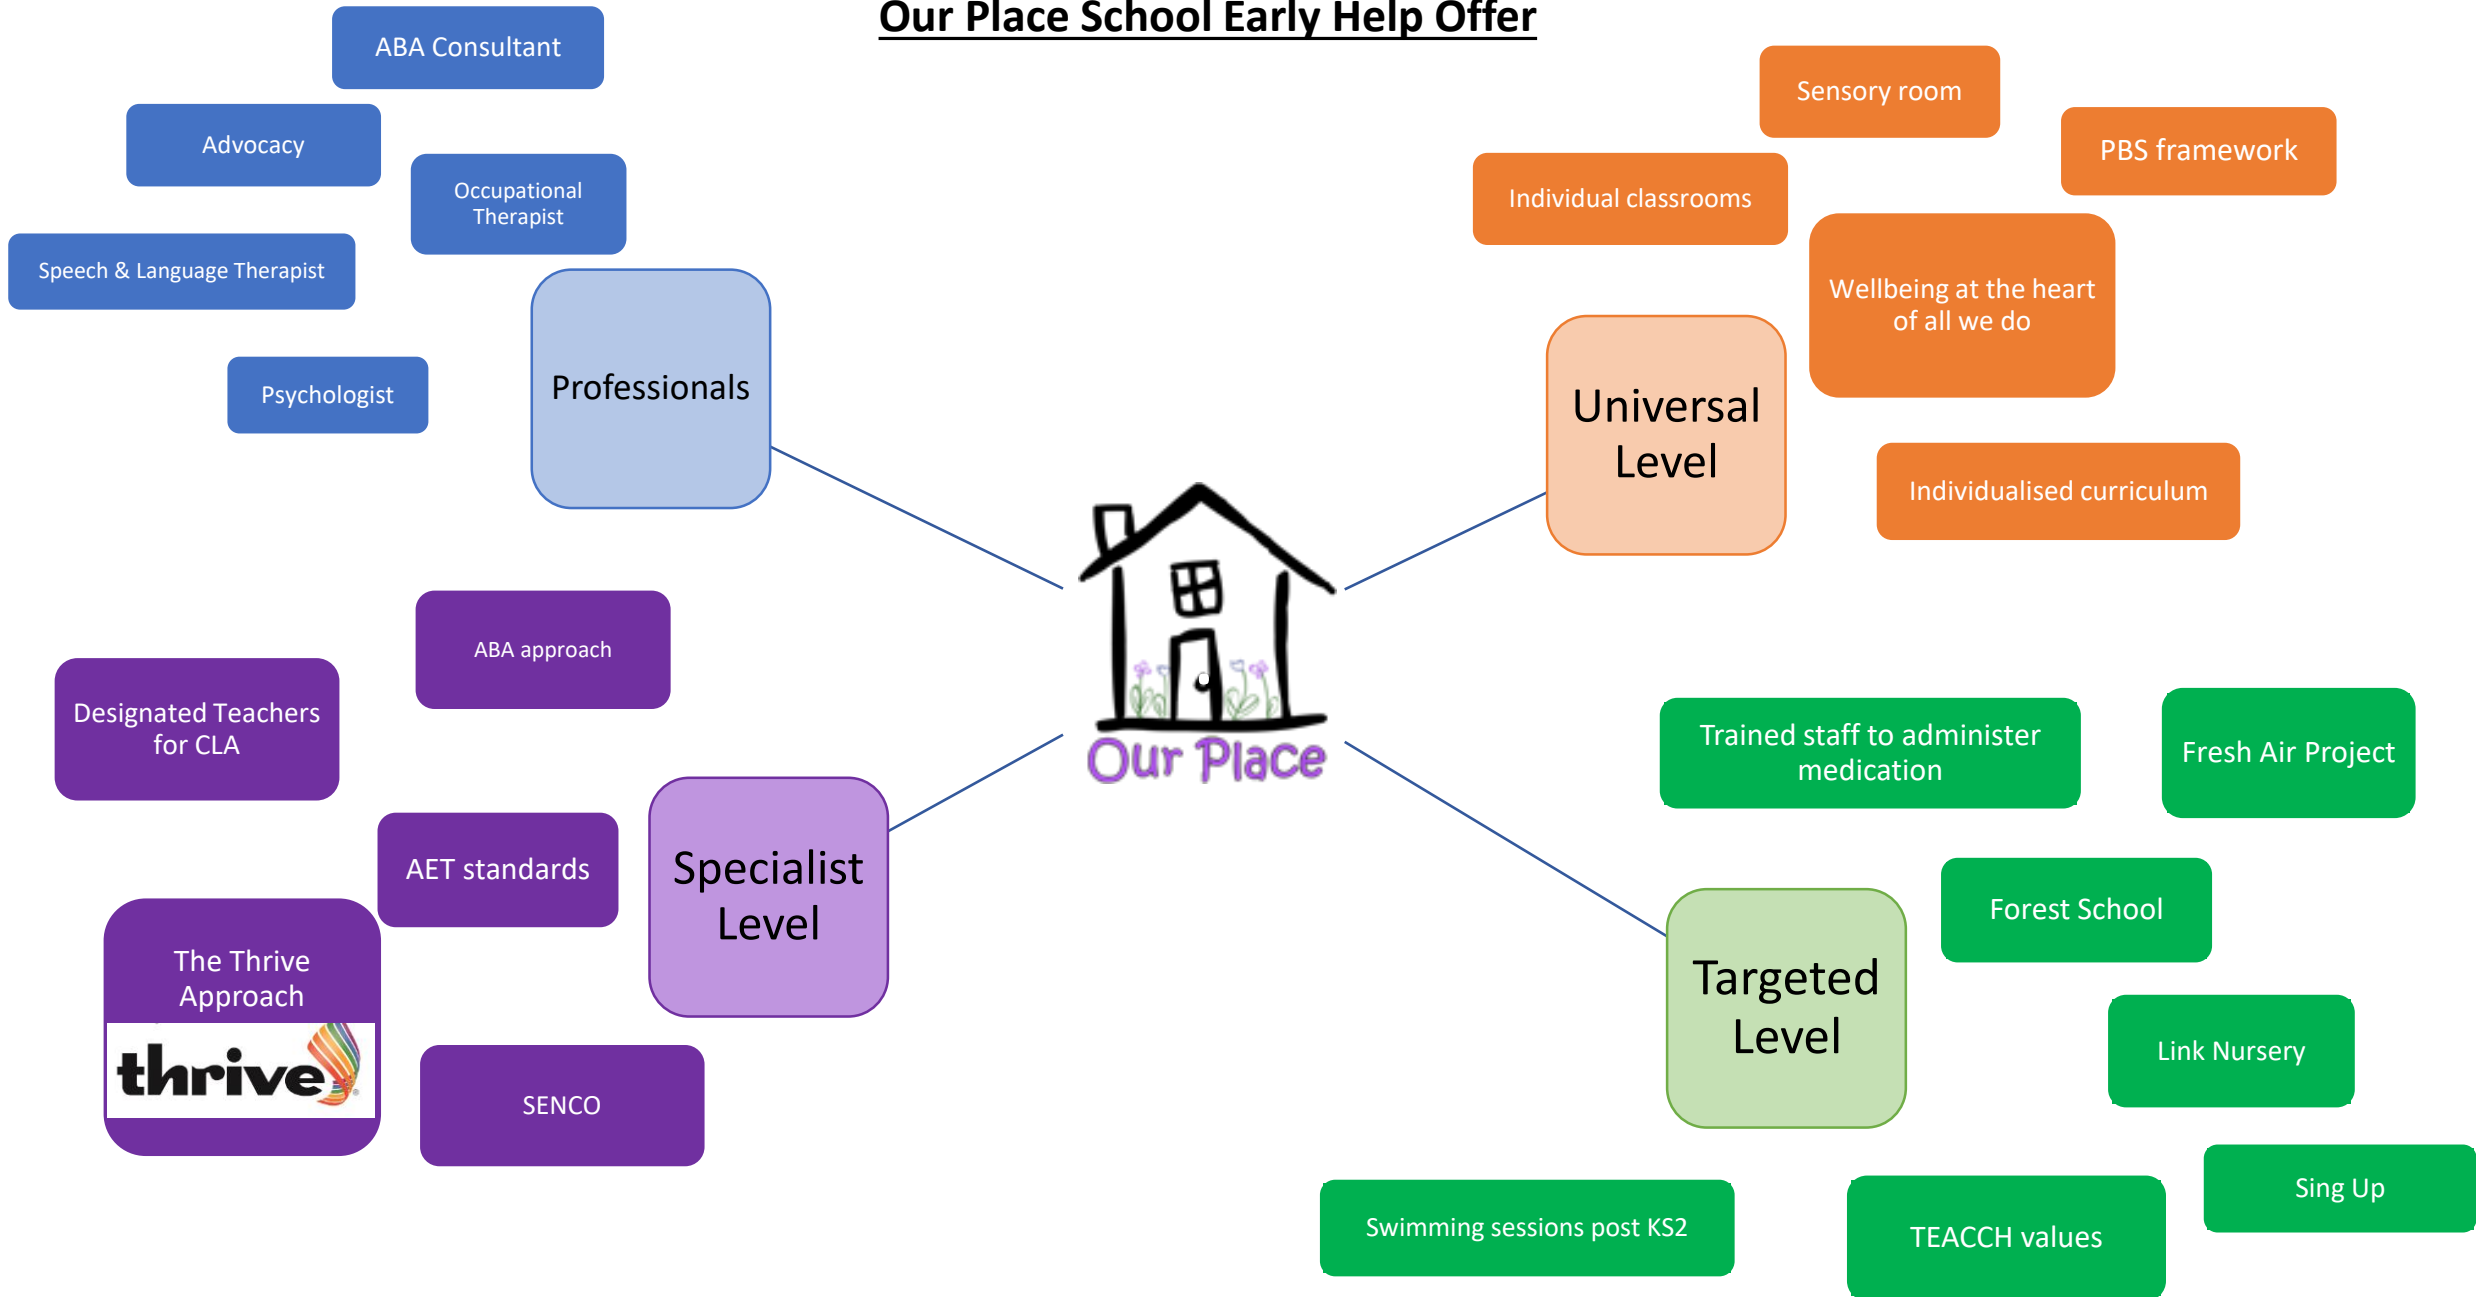 Our Place School Early Help Offer
ABA Consultant
Advocacy
Occupational
Therapist
Speech & Language Therapist
Psychologist
Professionals
Sensory room
PBS framework
Individual classrooms
Wellbeing at the heart
of all we do
Universal
Level
Individualised curriculum
Our Place
ABA approach
Designated Teachers
for CLA
AET standards
Specialist
Level
The Thrive
Approach
thrive
SENCO
Trained staff to administer
medication
Fresh Air Project
Forest School
Targeted
Level
Link Nursery
Sing Up
Swimming sessions post KS2
TEACCH values